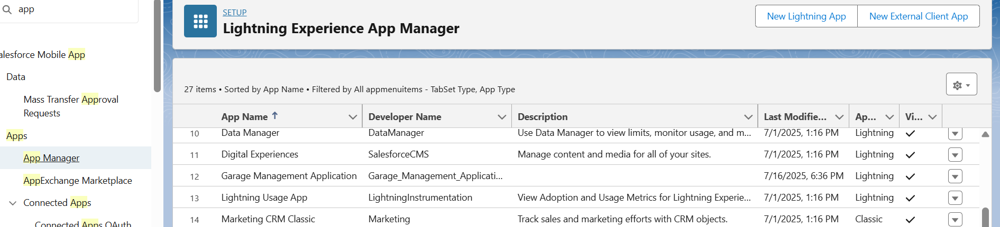 app
alesforce Mobile App
Data
Mass Transfer Approval
Requests
Apps
App Manager
AppExchange Marketplace
Connected Apps
Connected Apps OAuth
SETUP
Lightning Experience App Manager
New Lightning App
New External Client App
27 items • Sorted by App Name • Filtered by All appmenuitems - TabSet Type, App Type
App Name ↑ Developer Name Description Last Modifie... Ap... Vi...
10 Data Manager DataManager Use Data Manager to view limits, monitor usage, and m... 7/1/2025, 1:16 PM Lightning ✓
11 Digital Experiences SalesforceCMS Manage content and media for all of your sites. 7/1/2025, 1:16 PM Lightning ✓
12 Garage Management Application Garage_Management_Applicati... 7/16/2025, 6:36 PM Lightning ✓
13 Lightning Usage App LightningInstrumentation View Adoption and Usage Metrics for Lightning Experie... 7/1/2025, 1:16 PM Lightning ✓
14 Marketing CRM Classic Marketing Track sales and marketing efforts with CRM objects. 7/1/2025, 1:16 PM Classic ✓